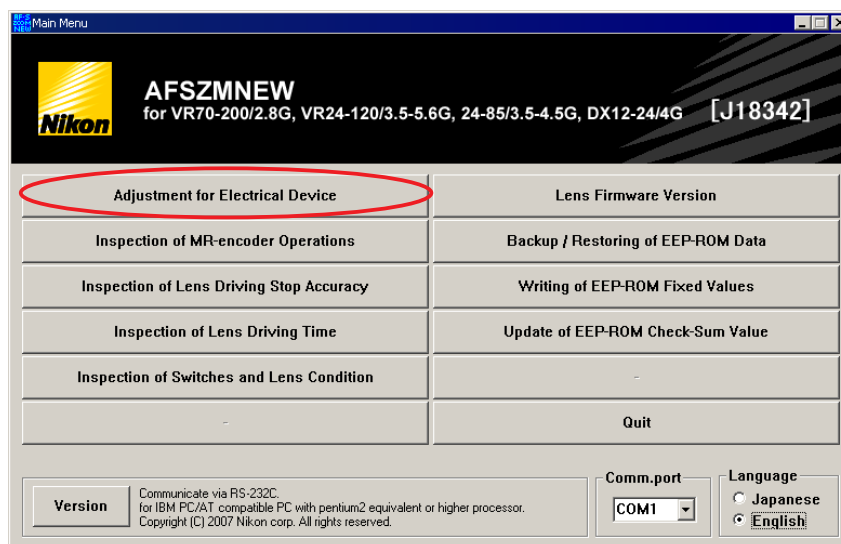 AF-S
ZOOM
NEW
Main Menu
Nikon
AFSZMNEW
for VR70-200/2.8G, VR24-120/3.5-5.6G, 24-85/3.5-4.5G, DX12-24/4G
[J18342]
Adjustment for Electrical Device
Lens Firmware Version
Inspection of MR-encoder Operations
Backup / Restoring of EEP-ROM Data
Inspection of Lens Driving Stop Accuracy
Writing of EEP-ROM Fixed Values
Inspection of Lens Driving Time
Update of EEP-ROM Check-Sum Value
Inspection of Switches and Lens Condition
-
-
Quit
Version
Communicate via RS-232C.
for IBM PC/AT compatible PC with pentium2 equivalent or higher processor.
Copyright (C) 2007 Nikon corp. All rights reserved.
Comm.port
COM1
Language
Japanese
English